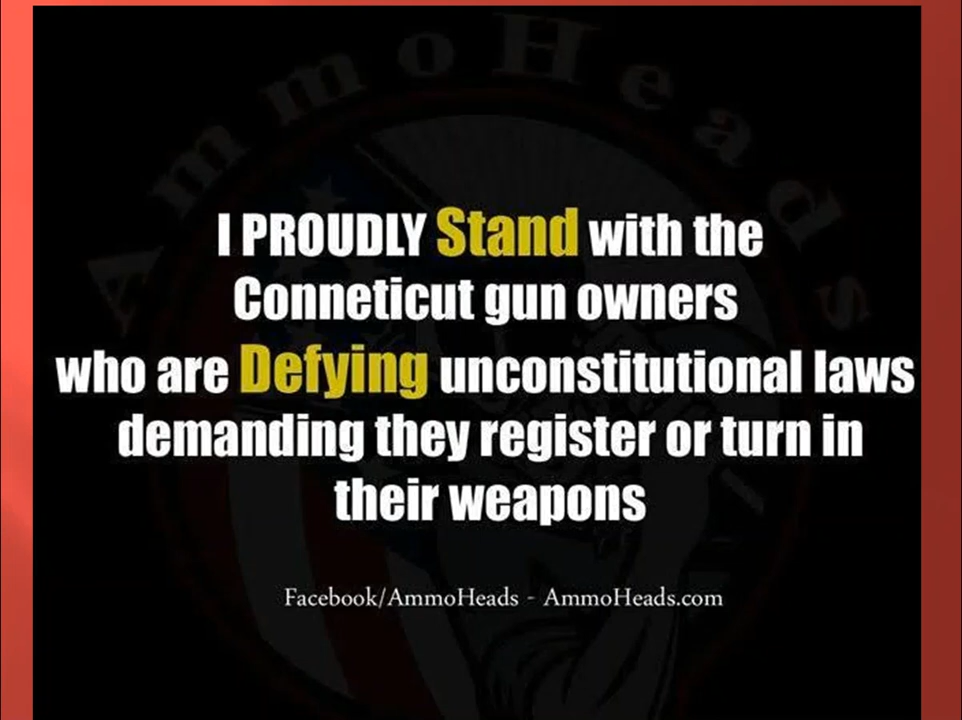 AmmoHeads
I PROUDLY Stand with the
Conneticut gun owners
who are Defying unconstitutional laws
demanding they register or turn in
their weapons
Facebook/AmmoHeads - AmmoHeads.com